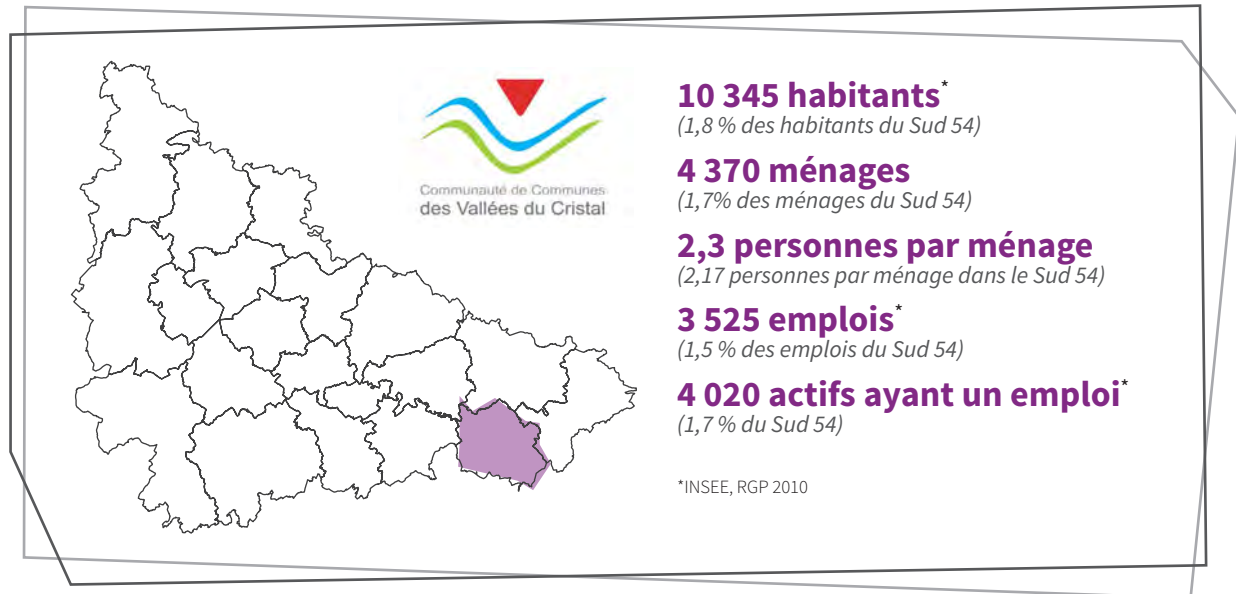 Communauté de Communes
des Vallées du Cristal
10 345 habitants*
(1,8 % des habitants du Sud 54)
4 370 ménages
(1,7% des ménages du Sud 54)
2,3 personnes par ménage
(2,17 personnes par ménage dans le Sud 54)
3 525 emplois*
(1,5 % des emplois du Sud 54)
4 020 actifs ayant un emploi*
(1,7 % du Sud 54)
*INSEE, RGP 2010